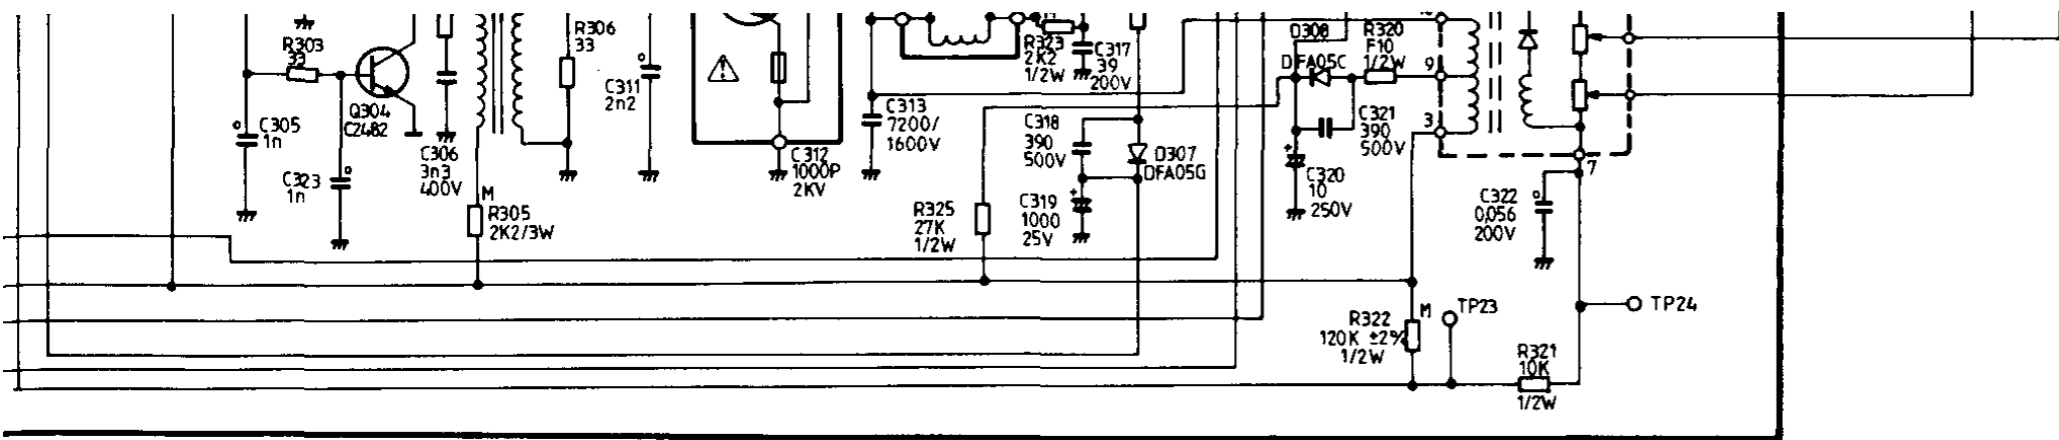 R303
33
Q304
C2482
C305
1n
C323
1n
C306
3n3
400V
M
R305
2K2/3W
R306
33
C311
2n2
C312
1000P
2KV
C313
7200/
1600V
R323
2K2
1/2W
C317
39
200V
C318
390
500V
D307
DFA05G
C319
1000
25V
R325
27K
1/2W
D308
DFA05C
R320
F10
1/2W
9
3
C321
390
500V
C320
10
250V
7
C322
0,056
200V
TP24
M
TP23
R322
120K ±2%
1/2W
R321
10K
1/2W